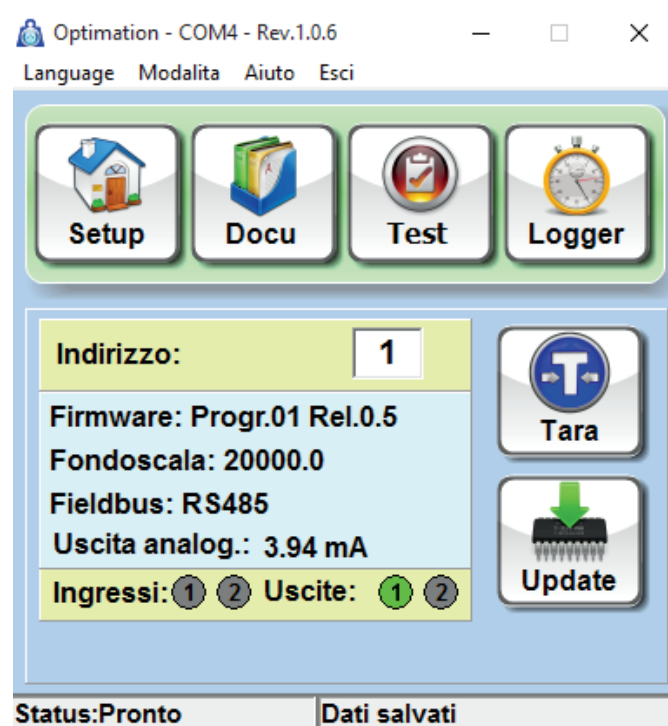 Optimation - COM4 - Rev.1.0.6
Language Modalita Aiuto Esci
Setup Docu Test Logger
Indirizzo: 1
Firmware: Progr.01 Rel.0.5
Fondoscala: 20000.0
Fieldbus: RS485
Uscita analog.: 3.94 mA
Ingressi: 1 2 Uscite: 1 2
T
Tara
Update
Status:Pronto Dati salvati